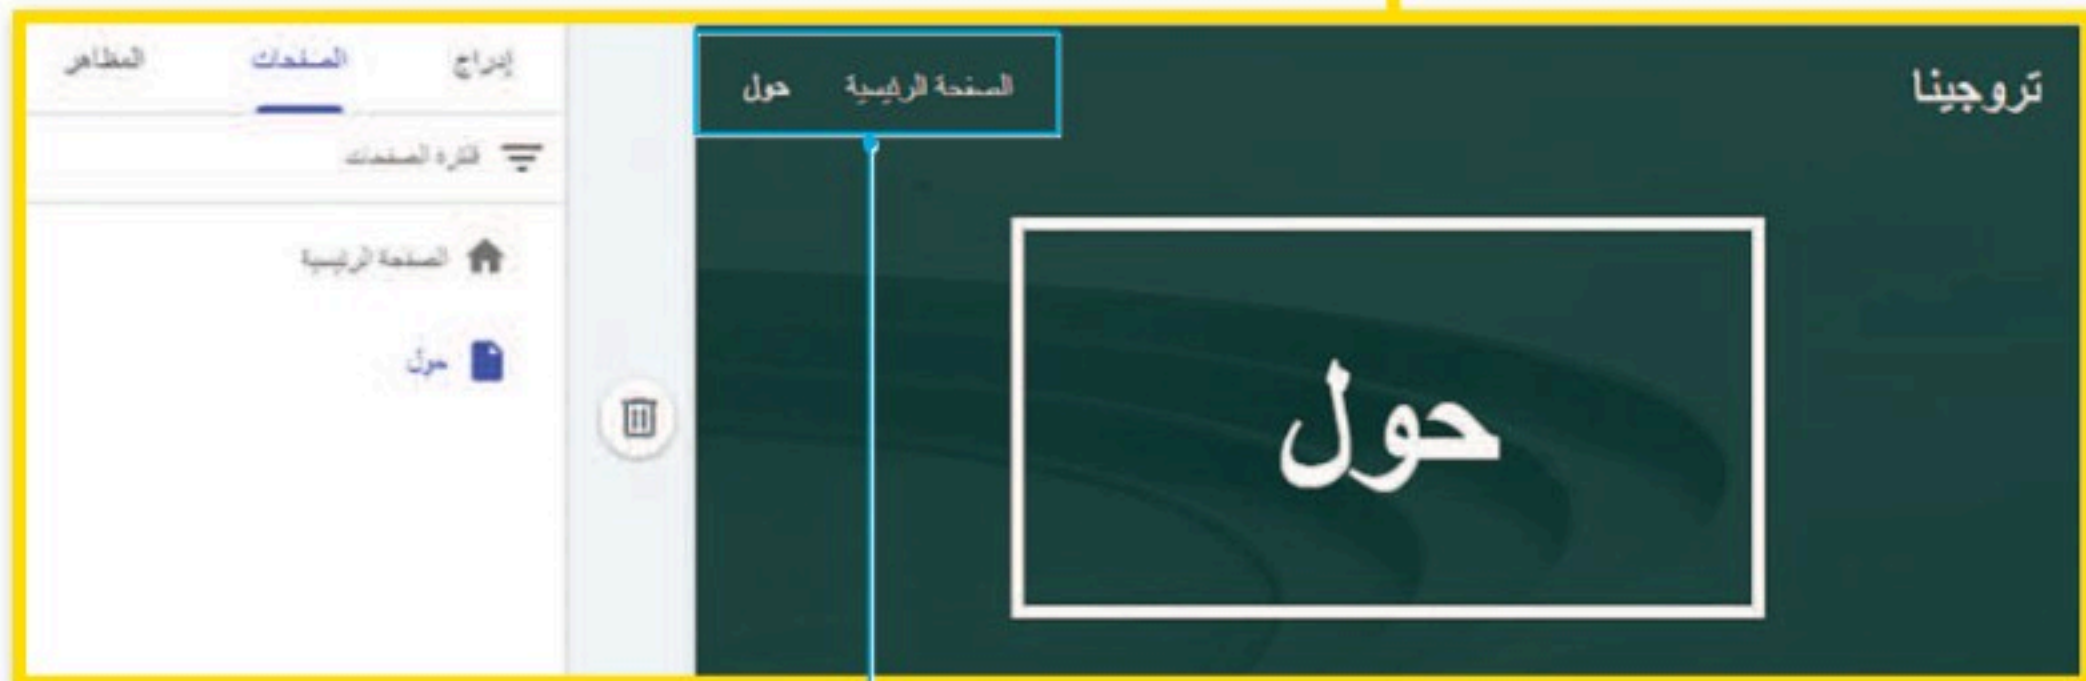 تروجينا
الصفحة الرئيسية حول
حول
إدراج الصفحات المظاهر
فلترة الصفحات
الصفحة الرئيسية
حول